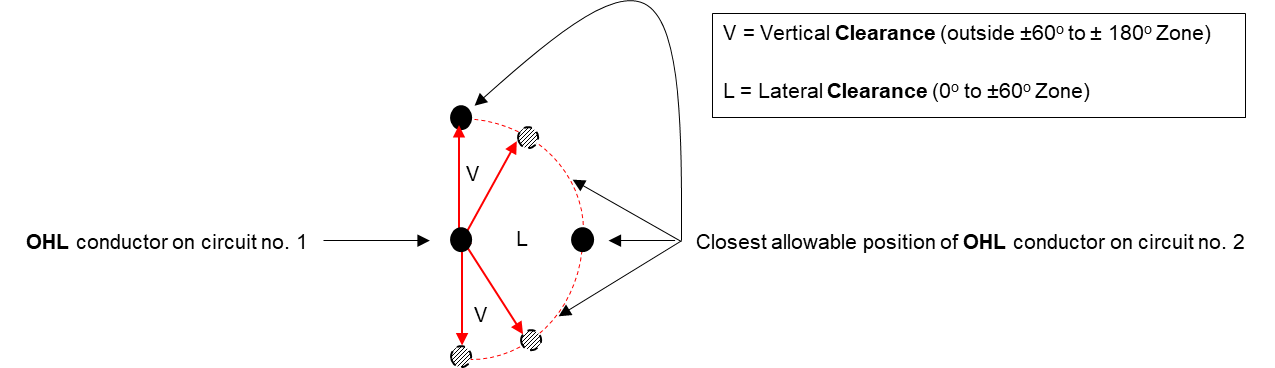 V = Vertical Clearance (outside ±60° to ± 180° Zone)
L = Lateral Clearance (0° to ±60° Zone)
V
OHL conductor on circuit no. 1
L
Closest allowable position of OHL conductor on circuit no. 2
V